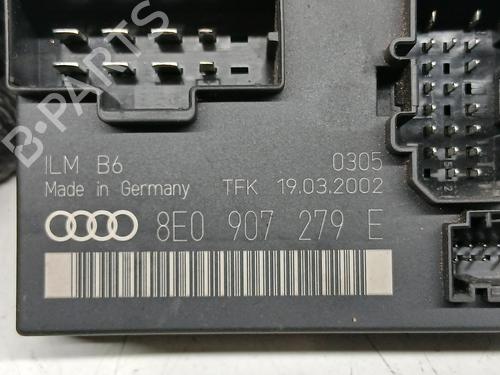 B-PARTS
ILM B6 0305
Made in Germany TFK 19.03.2002
8E0 907 279 E